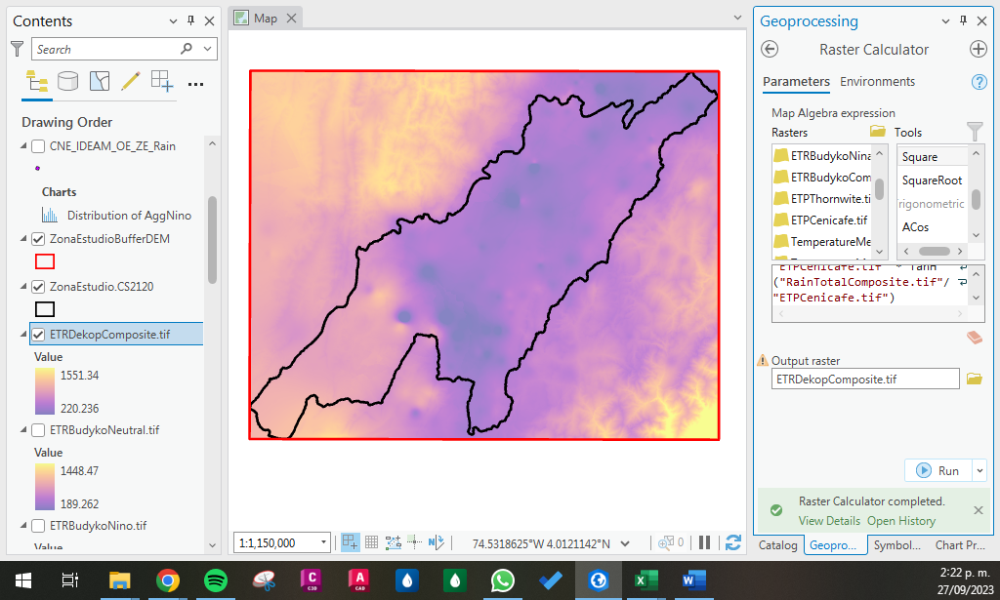 Contents
Search
Drawing Order
CNE_IDEAM_OE_ZE_Rain
Charts
Distribution of AggNino
ZonaEstudioBufferDEM
ZonaEstudio.CS2120
ETRDekopComposite.tif
Value
1551.34
220.236
ETRBudykoNeutral.tif
Value
1448.47
189.262
ETRBudykoNino.tif
Value
Map
1:1,150,000
74.5318625°W 4.0121142°N
0
Geoprocessing
Raster Calculator
Parameters Environments
Map Algebra expression
Rasters
Tools
ETRBudykoNina
ETRBudykoCom
ETPThornwite.ti
ETPCenicafe.tif
TemperatureMe
Square
SquareRoot
rigonometric
ACos
"ETPCenicafe.tif" * TanH
("RainTotalComposite.tif"/
"ETPCenicafe.tif")
Output raster
ETRDekopComposite.tif
Run
Raster Calculator completed.
View Details Open History
Catalog Geopro... Symbol... Chart Pr...
2:22 p. m.
27/09/2023